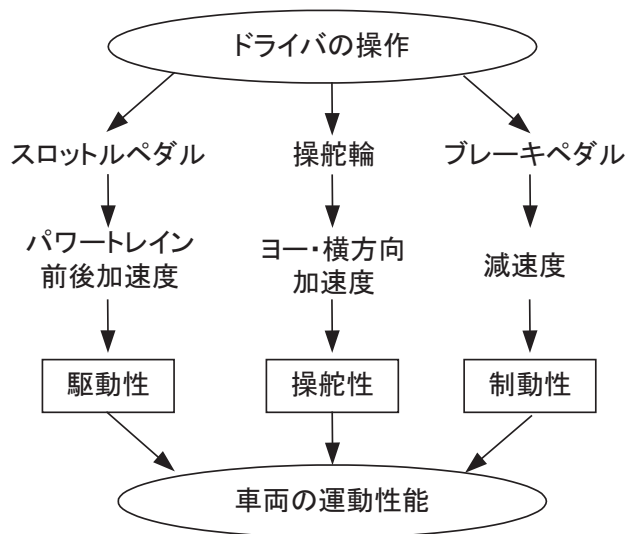 ドライバの操作
スロットルペダル
操舵輪
ブレーキペダル
パワートレイン
前後加速度
ヨー・横方向
加速度
減速度
駆動性
操舵性
制動性
車両の運動性能